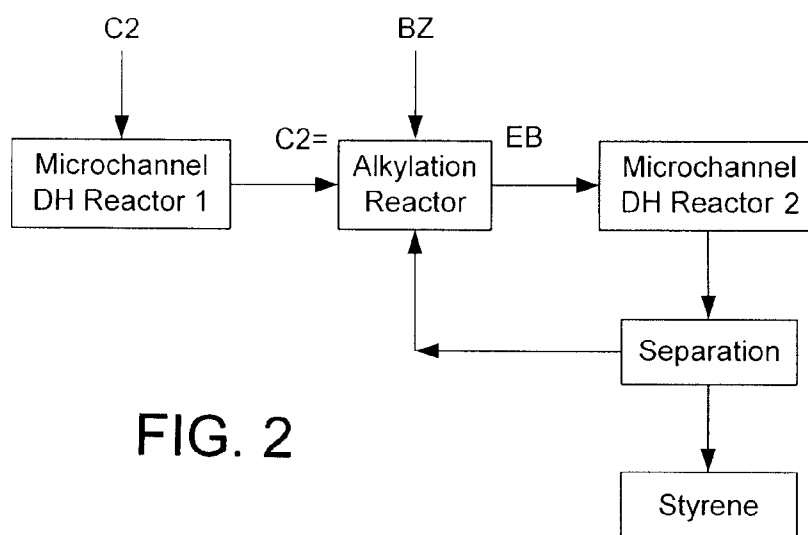 C2
BZ
Microchannel
DH Reactor 1
C2=
Alkylation
Reactor
EB
Microchannel
DH Reactor 2
Separation
FIG. 2
Styrene